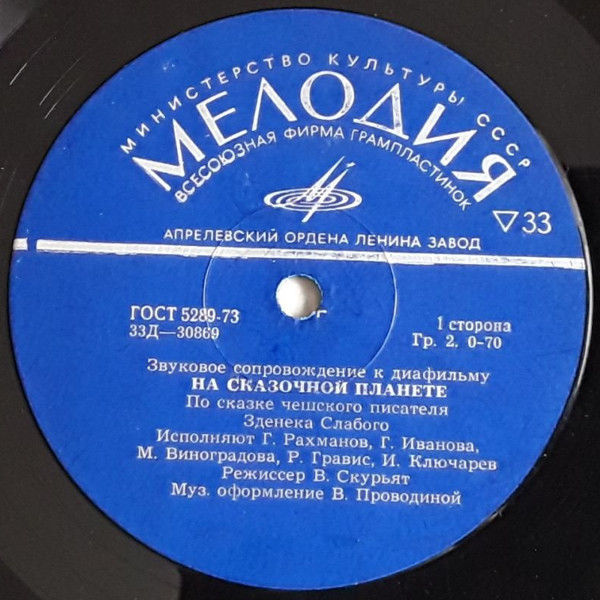 МИНИСТЕРСТВО КУЛЬТУРЫ СССР
МЕЛОДИЯ
ВСЕСОЮЗНАЯ ФИРМА ГРАМПЛАСТИНОК
▽33
АПРЕЛЕВСКИЙ ОРДЕНА ЛЕНИНА ЗАВОД
ГОСТ 5289-73
33Д—30869
1 сторона
Гр. 2. 0-70
Звуковое сопровождение к диафильму
НА СКАЗОЧНОЙ ПЛАНЕТЕ
По сказке чешского писателя
Зденека Слабого
Исполняют Г. Рахманов, Г. Иванова,
М. Виноградова, Р. Гравис, И. Ключарев
Режиссер В. Скурьят
Муз. оформление В. Проводиной